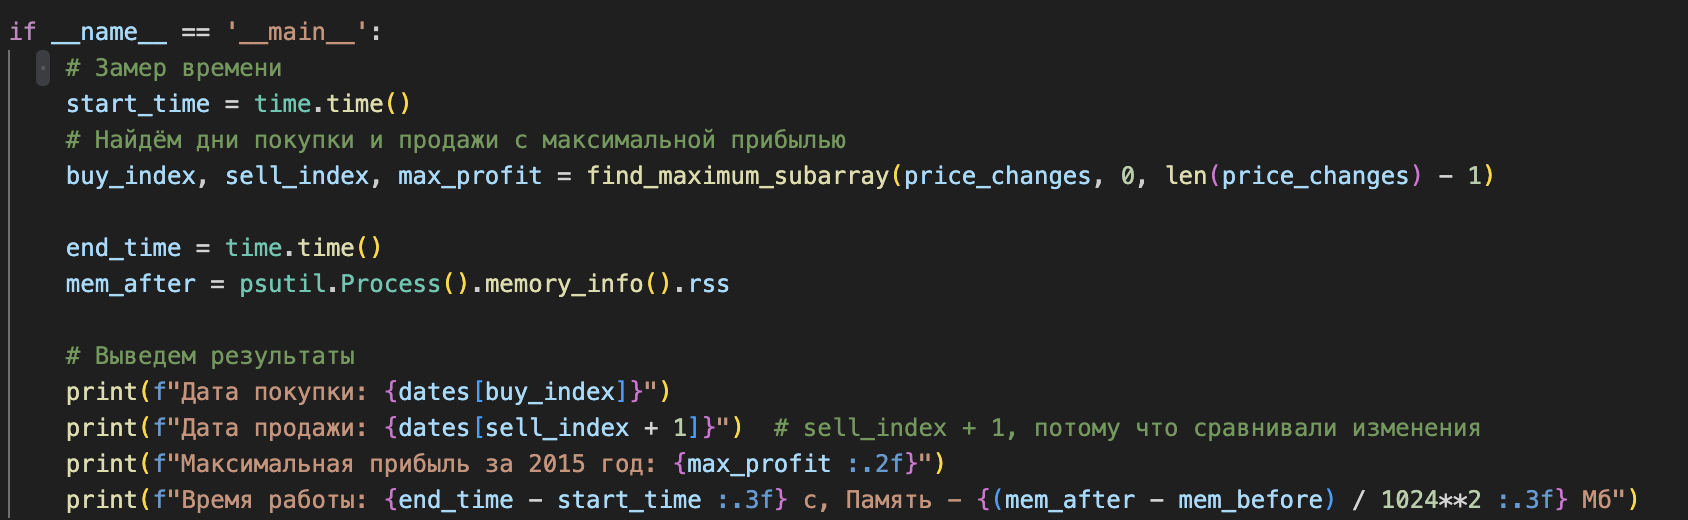 if __name__ == '__main__':
    # Замер времени
    start_time = time.time()
    # Найдём дни покупки и продажи с максимальной прибылью
    buy_index, sell_index, max_profit = find_maximum_subarray(price_changes, 0, len(price_changes) - 1)
    end_time = time.time()
    mem_after = psutil.Process().memory_info().rss
    # Выведем результаты
    print(f"Дата покупки: {dates[buy_index]}")
    print(f"Дата продажи: {dates[sell_index + 1]}")  # sell_index + 1, потому что сравнивали изменения
    print(f"Максимальная прибыль за 2015 год: {max_profit :.2f}")
    print(f"Время работы: {end_time - start_time :.3f} с, Память - {(mem_after - mem_before) / 1024**2 :.3f} Мб")